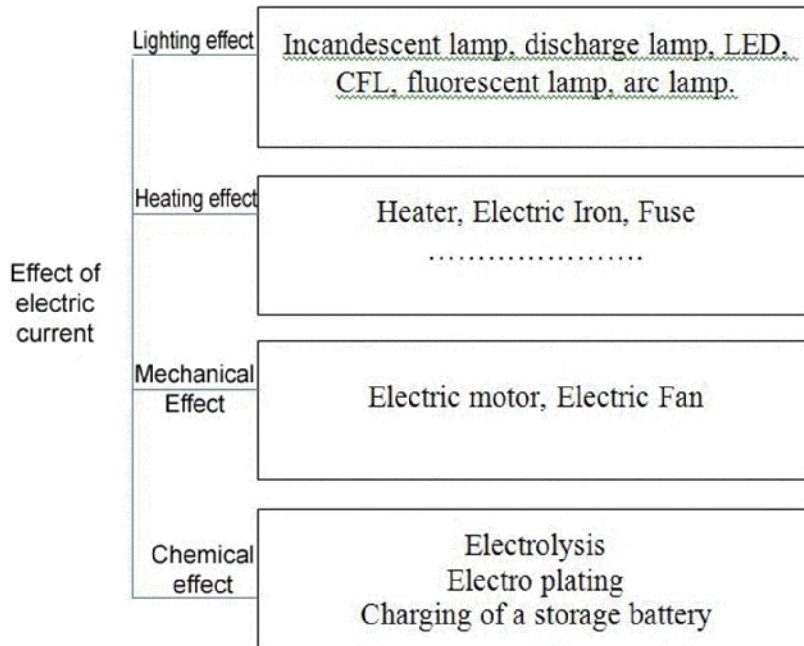 Effect of
electric
current
Lighting effect
Incandescent lamp, discharge lamp, LED,
CFL, fluorescent lamp, arc lamp.
Heating effect
Heater, Electric Iron, Fuse
......................
Mechanical
Effect
Electric motor, Electric Fan
Chemical
effect
Electrolysis
Electro plating
Charging of a storage battery